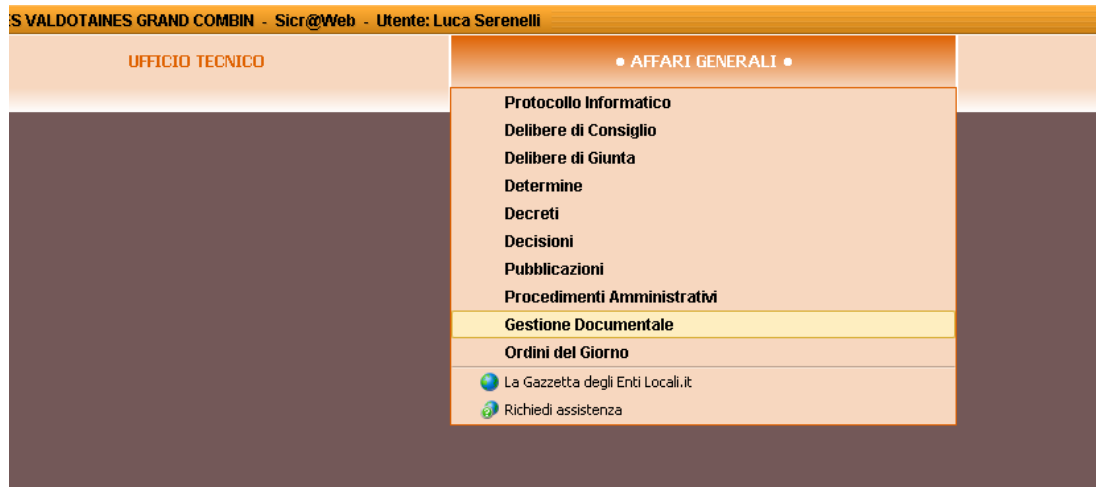 S VALDOTAINES GRAND COMBIN - Sicr@Web - Utente: Luca Serenelli
UFFICIO TECNICO
• AFFARI GENERALI •
Protocollo Informatico
Delibere di Consiglio
Delibere di Giunta
Determine
Decreti
Decisioni
Pubblicazioni
Procedimenti Amministrativi
Gestione Documentale
Ordini del Giorno
La Gazzetta degli Enti Locali.it
Richiedi assistenza